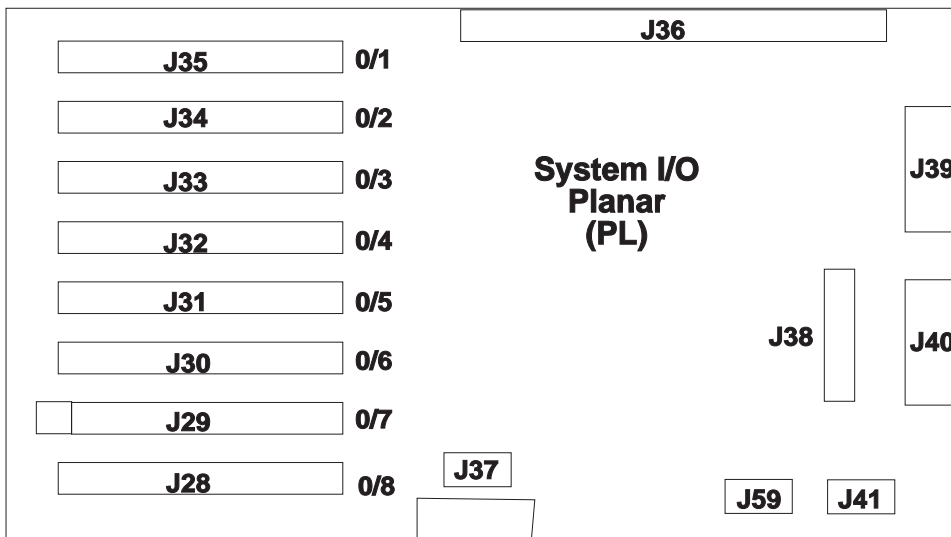 J36
J35 0/1
J34 0/2
J33 0/3
J32 0/4
J31 0/5
J30 0/6
J29 0/7
J28 0/8
System I/O
Planar
(PL)
J39
J38
J40
J37
J59
J41